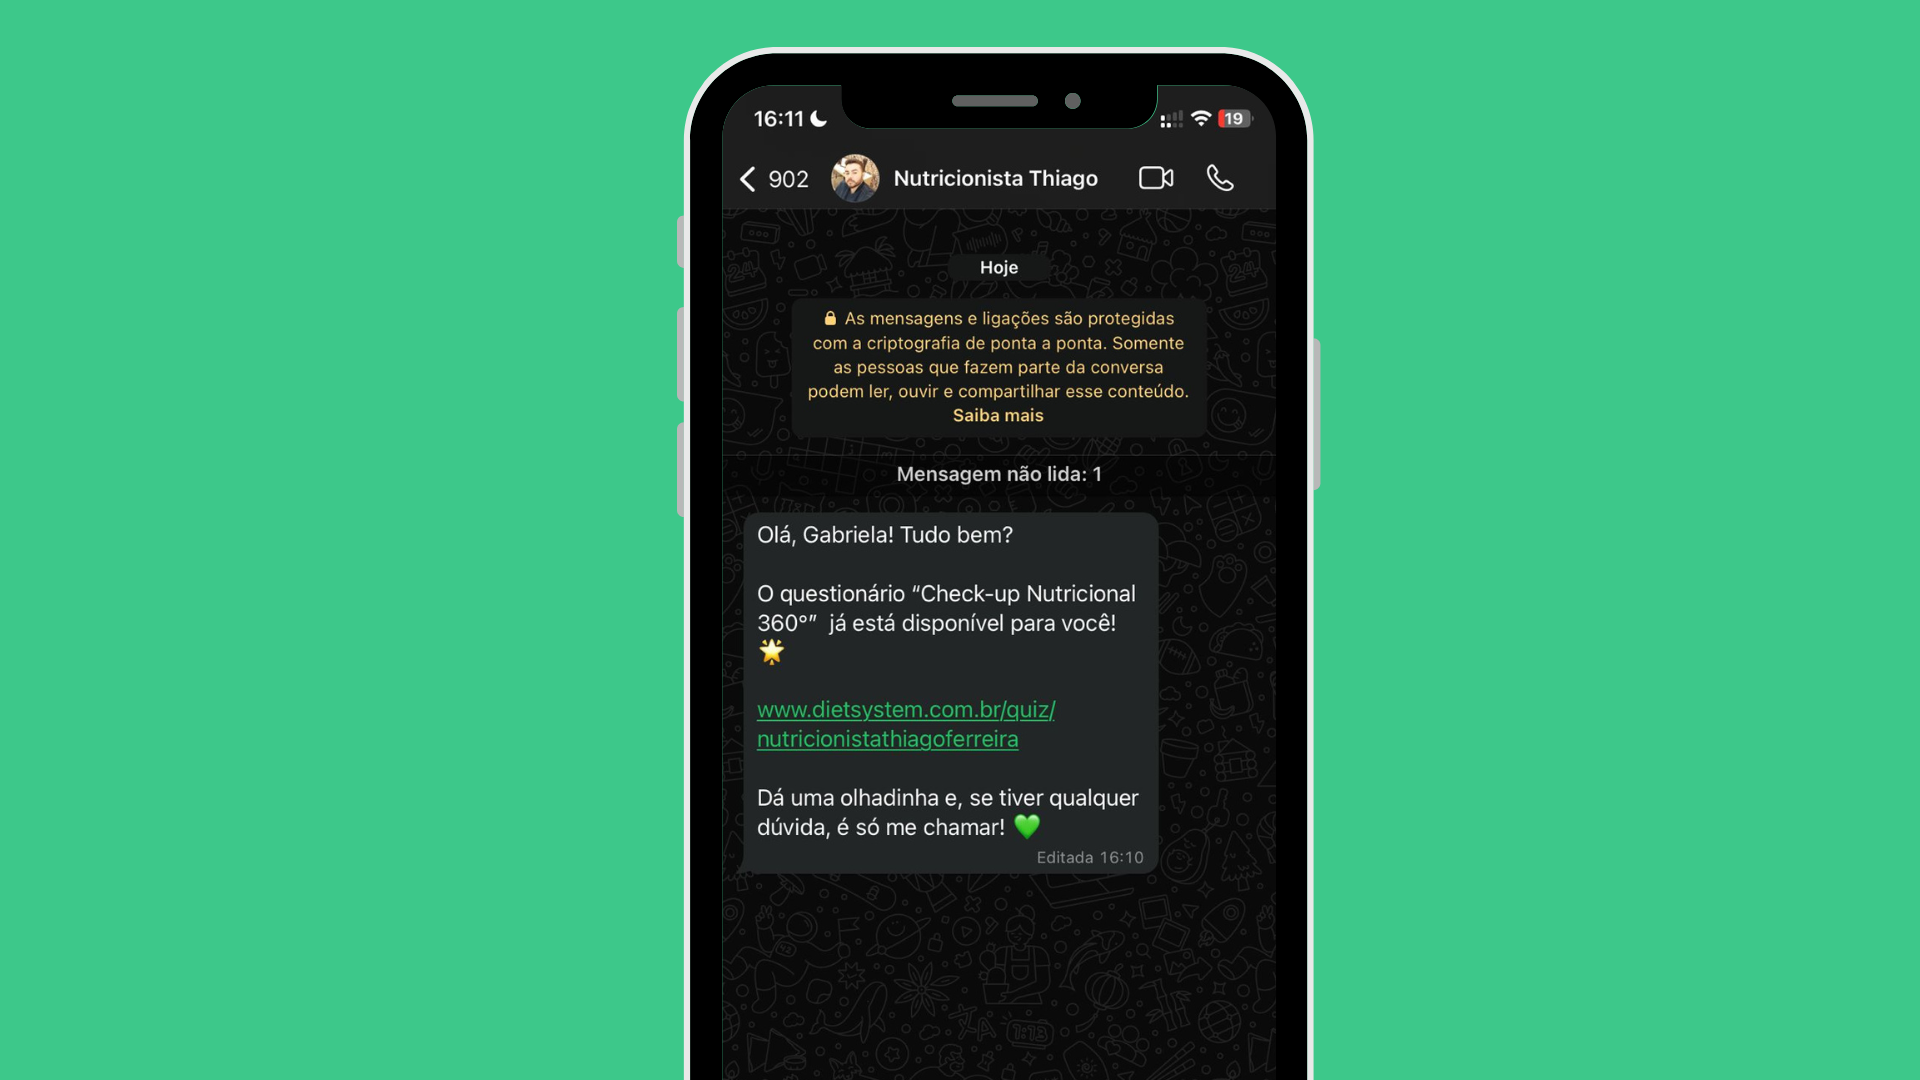 16:11
19
902
Nutricionista Thiago
Hoje
As mensagens e ligações são protegidas
com a criptografia de ponta a ponta. Somente
as pessoas que fazem parte da conversa
podem ler, ouvir e compartilhar esse conteúdo.
Saiba mais
Mensagem não lida: 1
Olá, Gabriela! Tudo bem?
O questionário “Check-up Nutricional
360°”  já está disponível para você!
🌟
www.dietsystem.com.br/quiz/
nutricionistathiagoferreira
Dá uma olhadinha e, se tiver qualquer
dúvida, é só me chamar! 💚
Editada 16:10